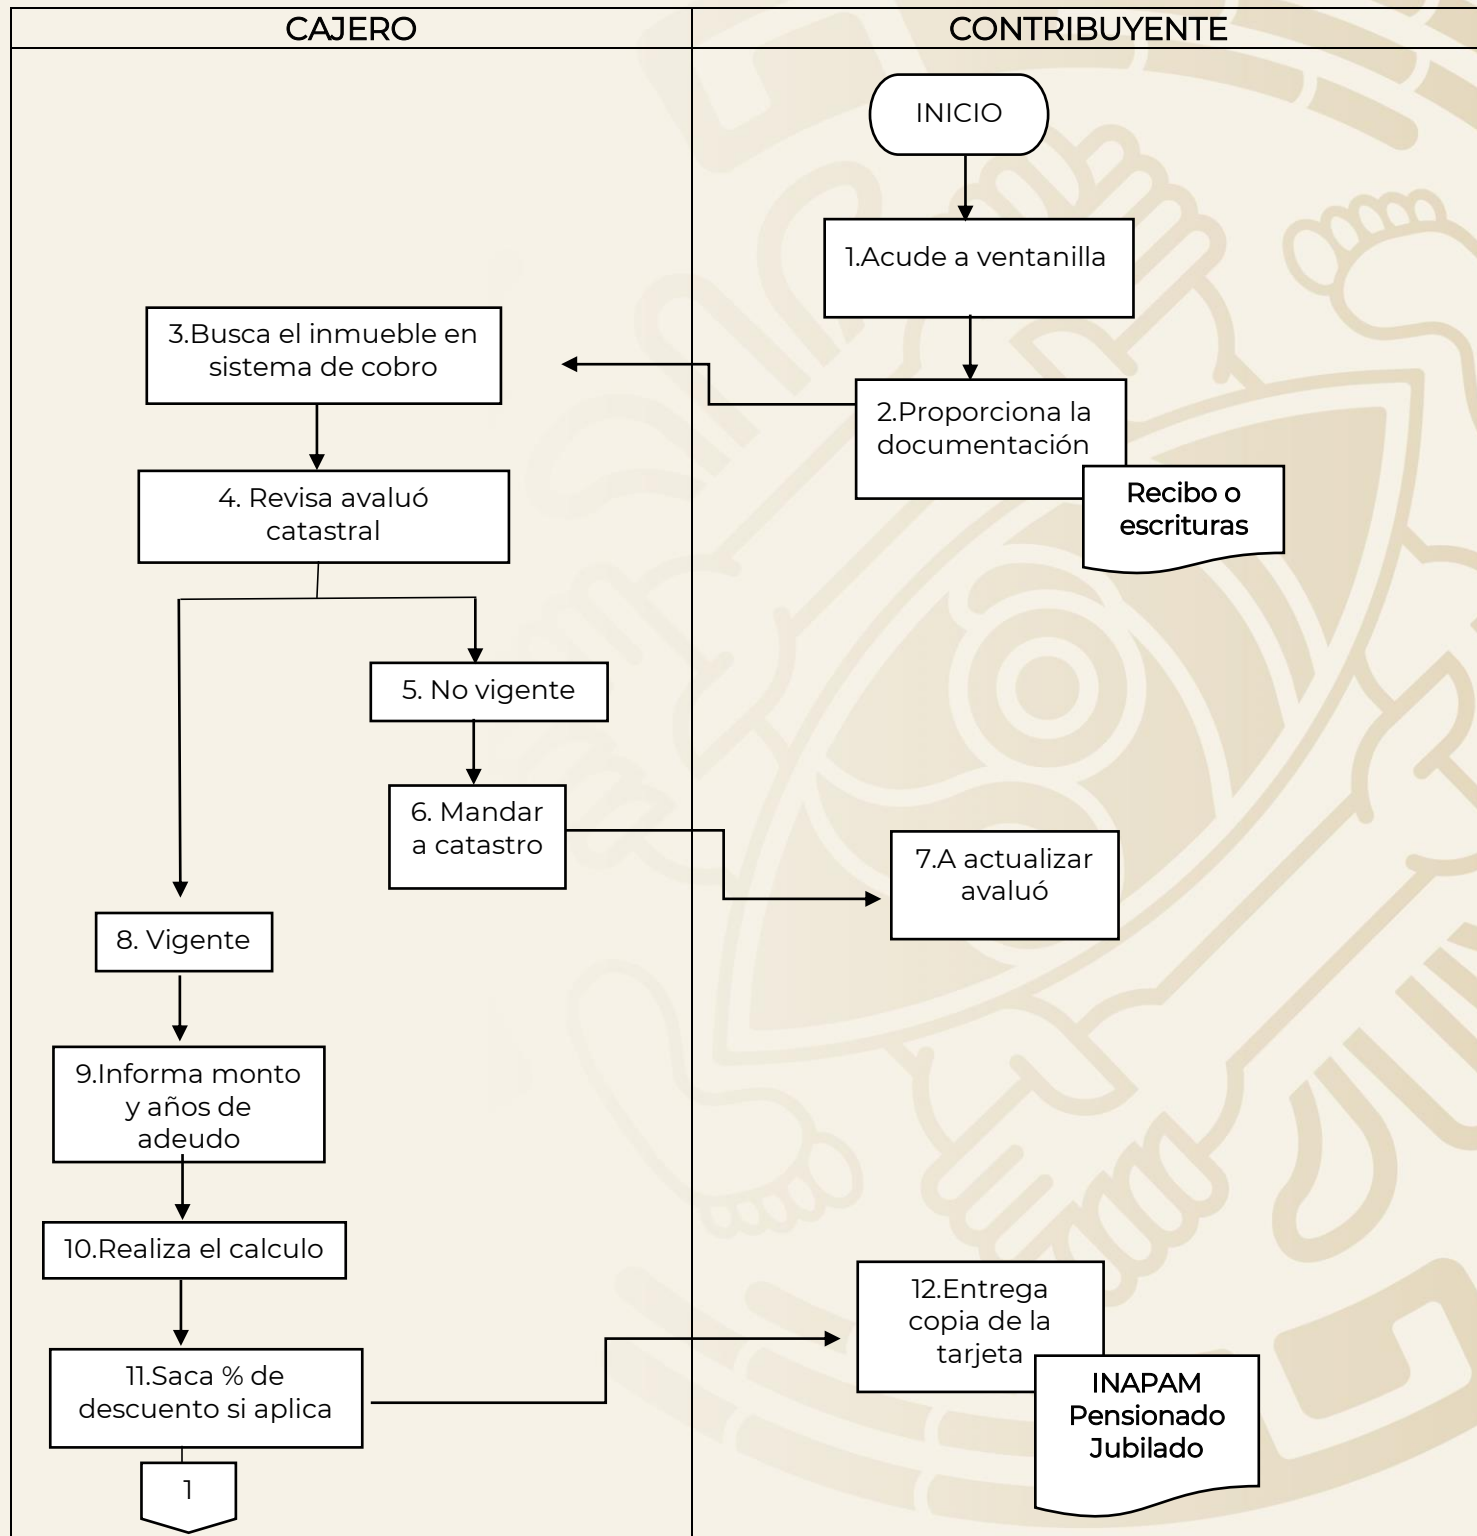 CAJERO
CONTRIBUYENTE
INICIO
1.Acude a ventanilla
2.Proporciona la
documentación
Recibo o
escrituras
3.Busca el inmueble en
sistema de cobro
4. Revisa avaluó
catastral
5. No vigente
6. Mandar
a catastro
7.A actualizar
avaluó
8. Vigente
9.Informa monto
y años de
adeudo
10.Realiza el calculo
11.Saca % de
descuento si aplica
12.Entrega
copia de la
tarjeta
INAPAM
Pensionado
Jubilado
1